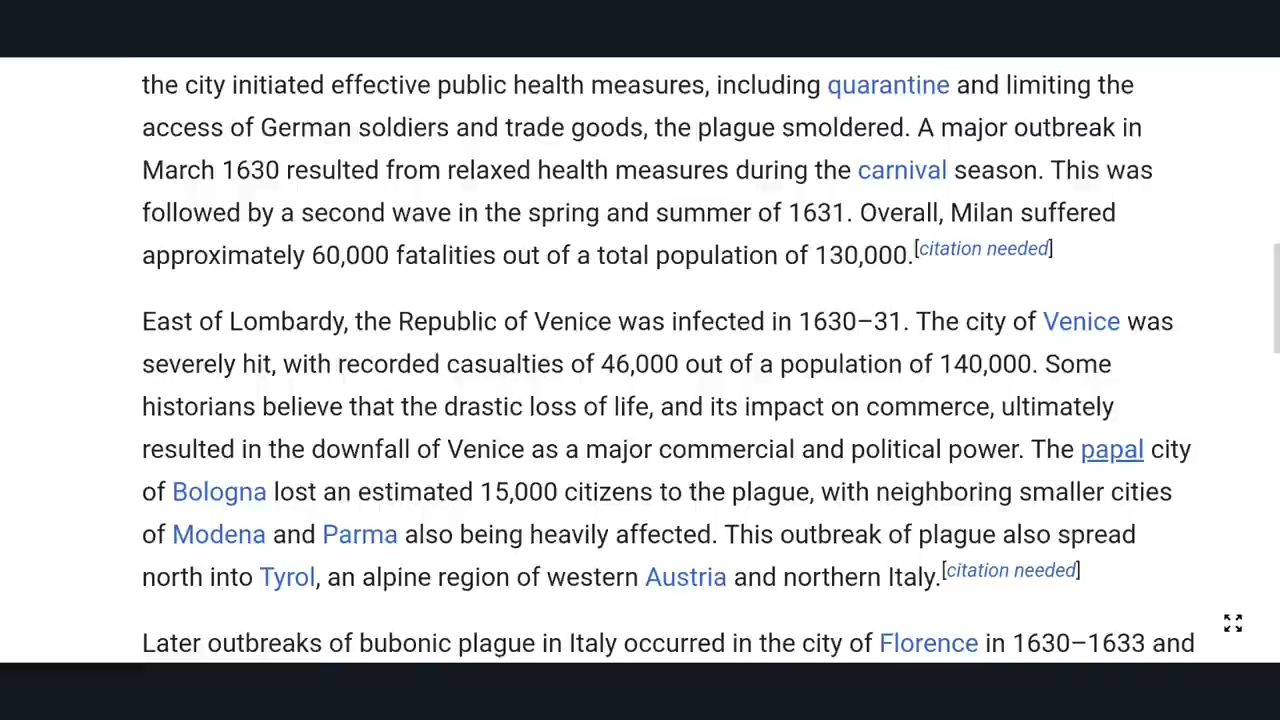 the city initiated effective public health measures, including quarantine and limiting the
access of German soldiers and trade goods, the plague smoldered. A major outbreak in
March 1630 resulted from relaxed health measures during the carnival season. This was
followed by a second wave in the spring and summer of 1631. Overall, Milan suffered
approximately 60,000 fatalities out of a total population of 130,000.[citation needed]
East of Lombardy, the Republic of Venice was infected in 1630–31. The city of Venice was
severely hit, with recorded casualties of 46,000 out of a population of 140,000. Some
historians believe that the drastic loss of life, and its impact on commerce, ultimately
resulted in the downfall of Venice as a major commercial and political power. The papal city
of Bologna lost an estimated 15,000 citizens to the plague, with neighboring smaller cities
of Modena and Parma also being heavily affected. This outbreak of plague also spread
north into Tyrol, an alpine region of western Austria and northern Italy.[citation needed]
Later outbreaks of bubonic plague in Italy occurred in the city of Florence in 1630–1633 and